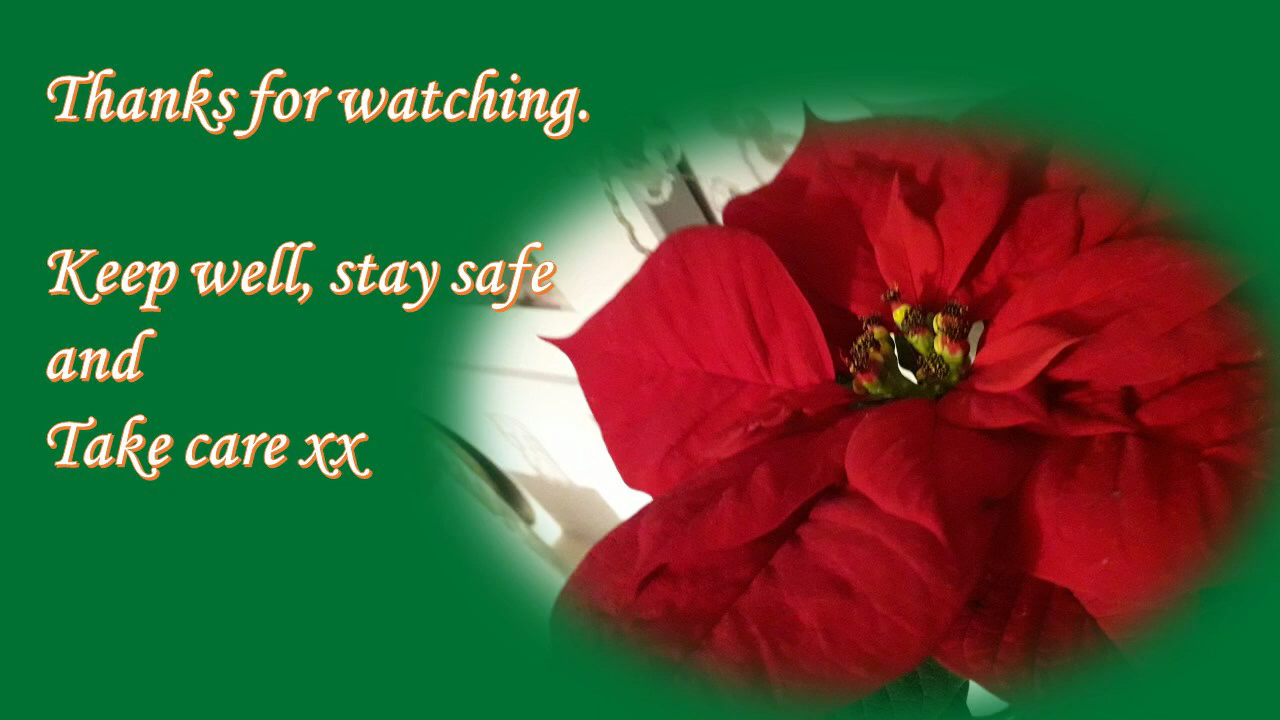 Thanks for watching.
Keep well, stay safe
and
Take care xx